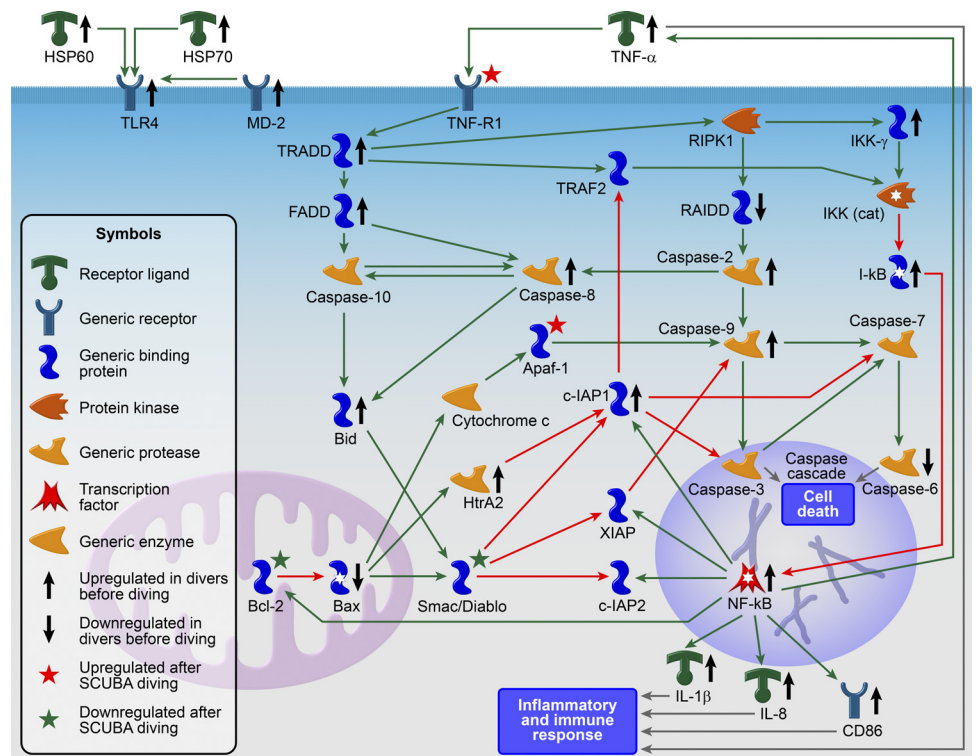 HSP60
HSP70
TNF-α
TLR4
MD-2
TNF-R1
TRADD
RIPK1
IKK-γ
TRAF2
FADD
RAIDD
IKK (cat)
Symbols
Receptor ligand
Generic receptor
Generic binding
protein
Protein kinase
Generic protease
Transcription
factor
Generic enzyme
Upregulated in divers
before diving
Downregulated in
divers before diving
Upregulated after
SCUBA diving
Downregulated after
SCUBA diving
Caspase-10
Caspase-8
Caspase-2
I-kB
Apaf-1
Caspase-9
Caspase-7
Bid
Cytochrome c
c-IAP1
HtrA2
Caspase-3
Caspase
cascade
Caspase-6
Cell
death
XIAP
Bcl-2
Bax
Smac/Diablo
c-IAP2
NF-kB
IL-1β
IL-8
CD86
Inflammatory
and immune
response